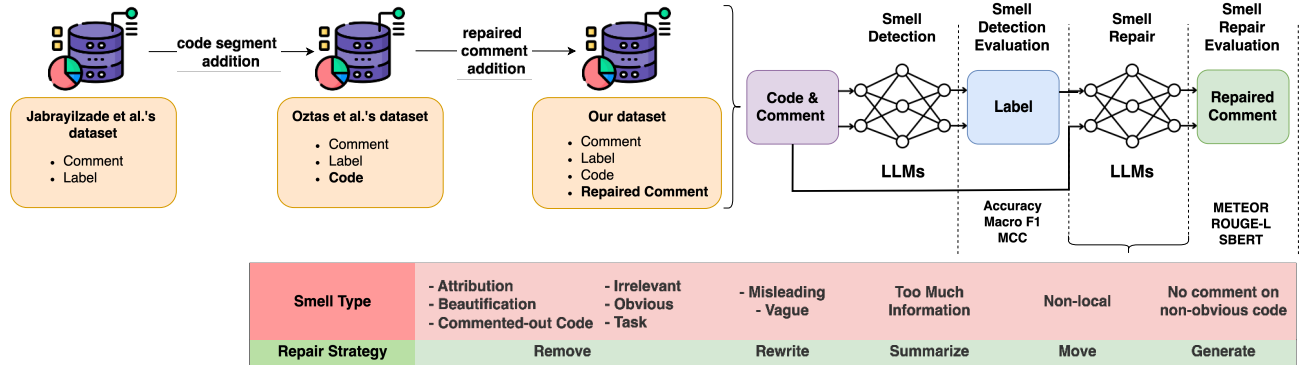 code segment
addition
repaired
comment
addition
Jabrayilzade et al.'s
dataset
• Comment
• Label
Oztas et al.'s dataset
• Comment
• Label
• Code
Our dataset
• Comment
• Label
• Code
• Repaired Comment
Smell
Detection
Smell
Detection
Evaluation
Smell
Repair
Smell
Repair
Evaluation
Code &
Comment
LLMs
Label
LLMs
Repaired
Comment
Accuracy
Macro F1
MCC
METEOR
ROUGE-L
SBERT
Smell Type
- Attribution
- Beautification
- Commented-out Code
- Irrelevant
- Obvious
- Task
- Misleading
- Vague
Too Much
Information
Non-local
No comment on
non-obvious code
Repair Strategy
Remove
Rewrite
Summarize
Move
Generate